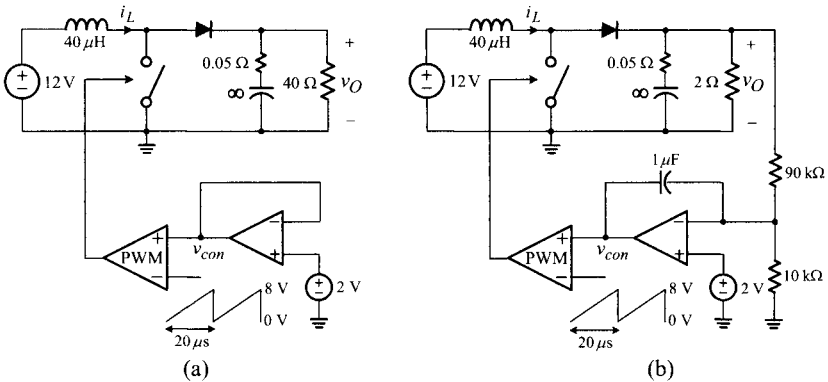 i_L
40 μH
12 V
0.05 Ω
∞
40 Ω
+
v_O
−
PWM
+
−
v_con
−
+
2 V
8 V
0 V
20 μs
(a)
i_L
40 μH
12 V
0.05 Ω
∞
2 Ω
+
v_O
−
1 μF
90 kΩ
PWM
+
−
v_con
−
+
2 V
10 kΩ
8 V
0 V
20 μs
(b)